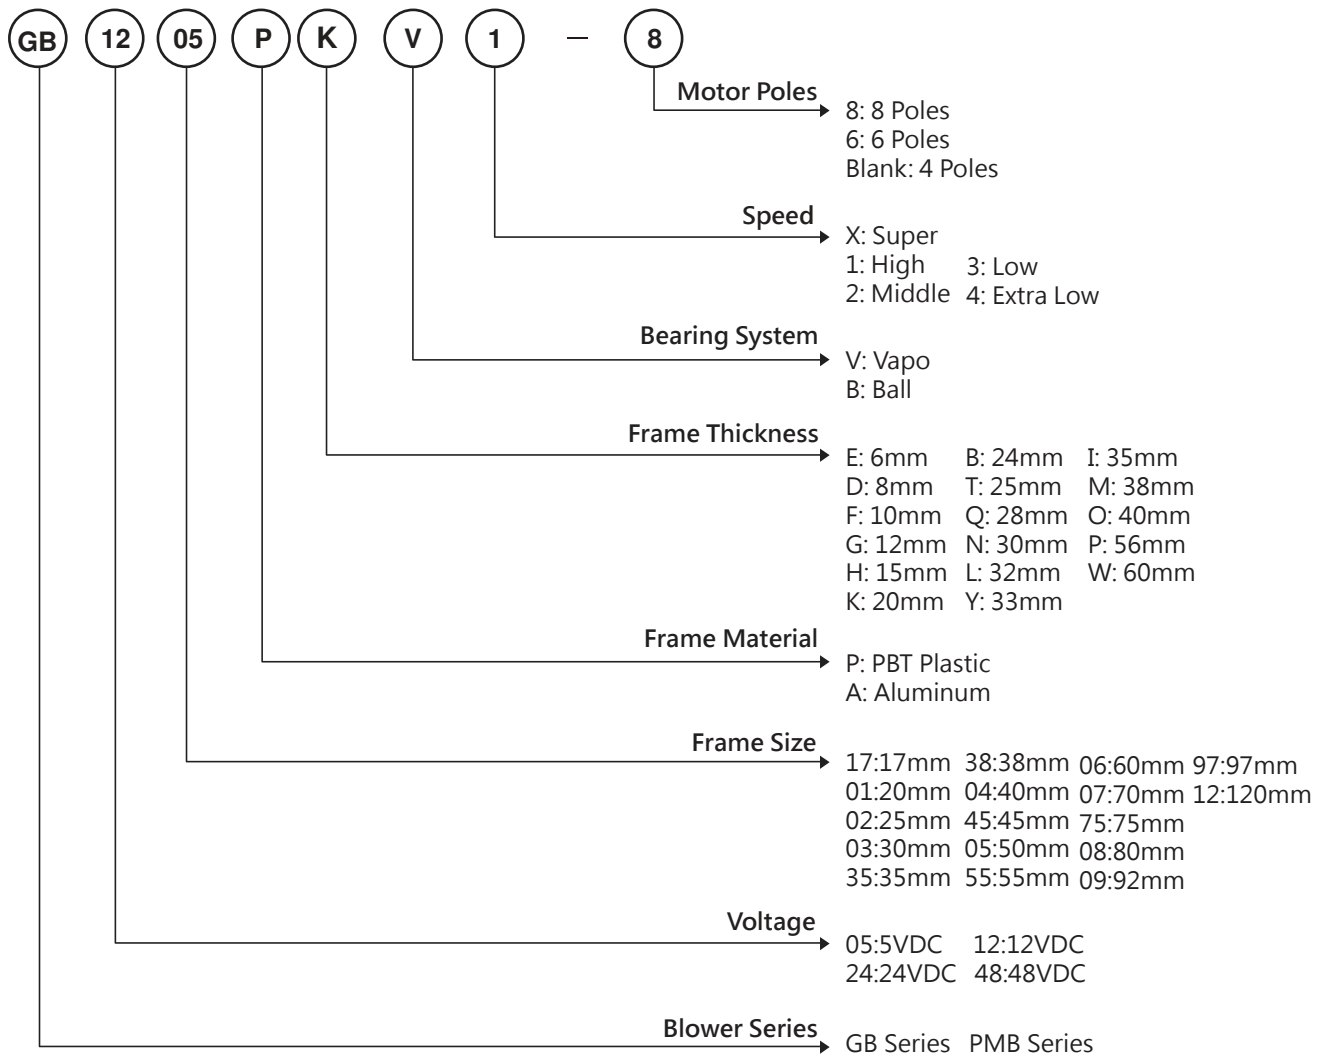 GB 12 05 P K V 1 — 8
Motor Poles
8: 8 Poles
6: 6 Poles
Blank: 4 Poles
Speed
X: Super
1: High 3: Low
2: Middle 4: Extra Low
Bearing System
V: Vapo
B: Ball
Frame Thickness
E: 6mm B: 24mm I: 35mm
D: 8mm T: 25mm M: 38mm
F: 10mm Q: 28mm O: 40mm
G: 12mm N: 30mm P: 56mm
H: 15mm L: 32mm W: 60mm
K: 20mm Y: 33mm
Frame Material
P: PBT Plastic
A: Aluminum
Frame Size
17:17mm 38:38mm 06:60mm 97:97mm
01:20mm 04:40mm 07:70mm 12:120mm
02:25mm 45:45mm 75:75mm
03:30mm 05:50mm 08:80mm
35:35mm 55:55mm 09:92mm
Voltage
05:5VDC 12:12VDC
24:24VDC 48:48VDC
Blower Series
GB Series PMB Series